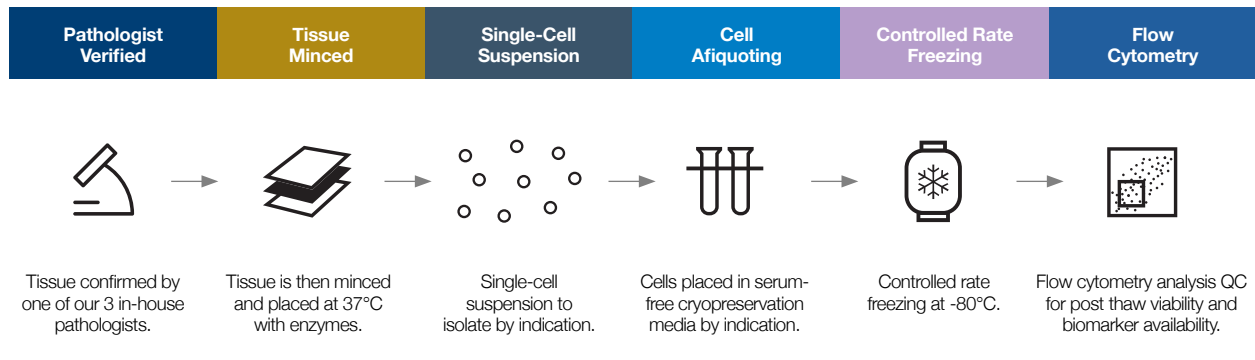 Pathologist
Verified
Tissue
Minced
Single-Cell
Suspension
Cell
Afiquoting
Controlled Rate
Freezing
Flow
Cytometry
Tissue confirmed by
one of our 3 in-house
pathologists.
Tissue is then minced
and placed at 37°C
with enzymes.
Single-cell
suspension to
isolate by indication.
Cells placed in serum-
free cryopreservation
media by indication.
Controlled rate
freezing at -80°C.
Flow cytometry analysis QC
for post thaw viability and
biomarker availability.